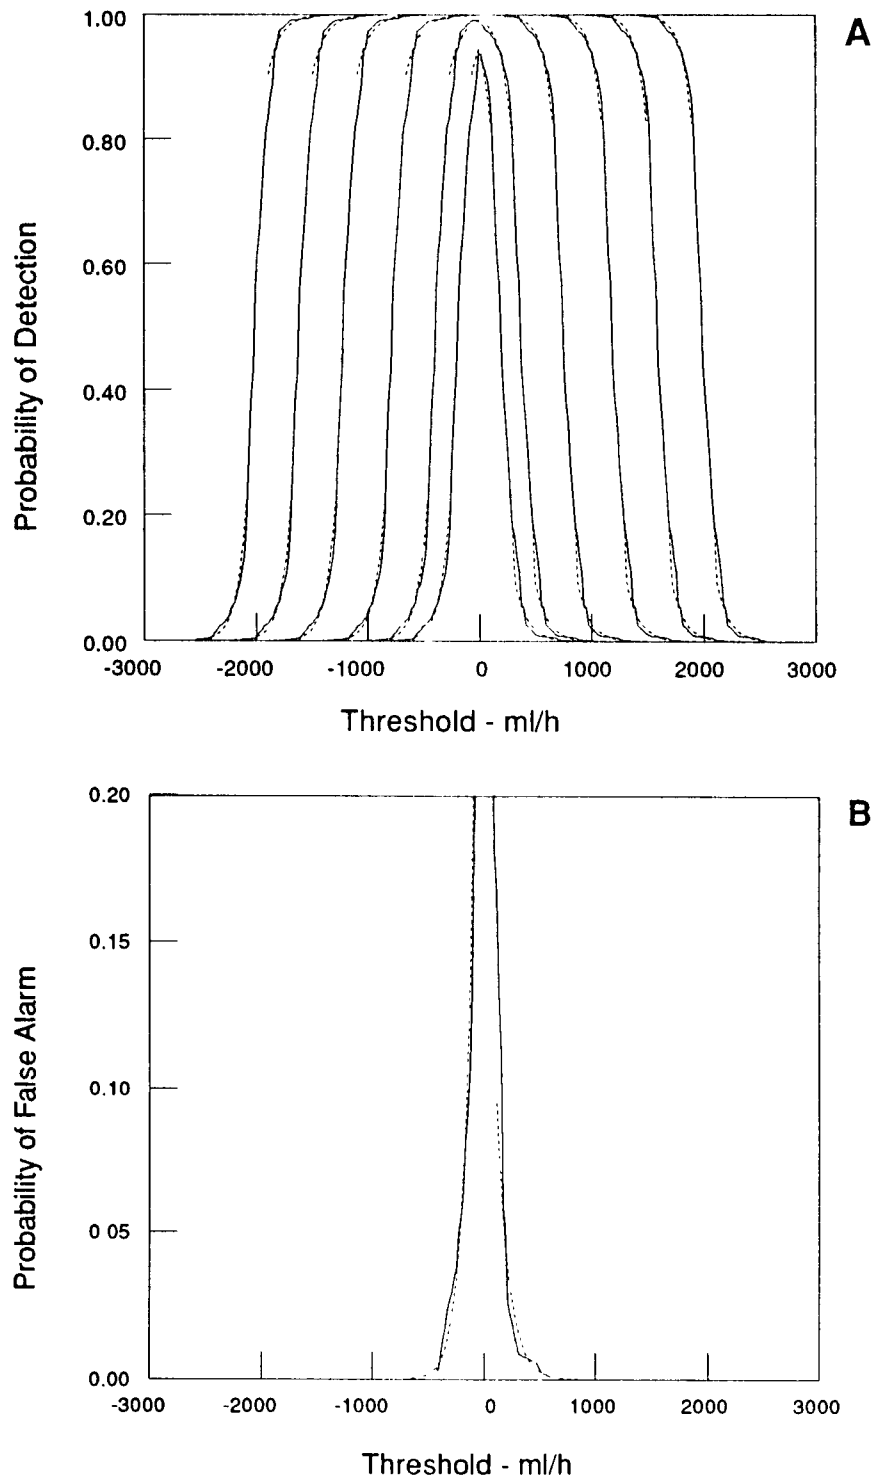 A
1.00
0.80
0.60
0.40
0.20
0.00
Probability of Detection
-3000 -2000 -1000 0 1000 2000 3000
Threshold - ml/h
B
0.20
0.15
0.10
0 05
0.00
Probability of False Alarm
-3000 -2000 -1000 0 1000 2000 3000
Threshold - ml/h